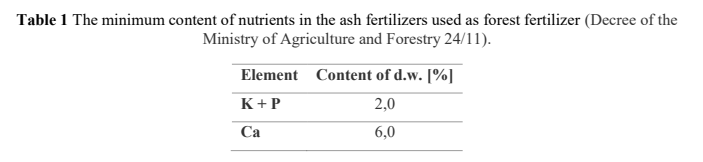 Table 1 The minimum content of nutrients in the ash fertilizers used as forest fertilizer (Decree of the
Ministry of Agriculture and Forestry 24/11).
Element Content of d.w. [%]
K + P 2,0
Ca 6,0